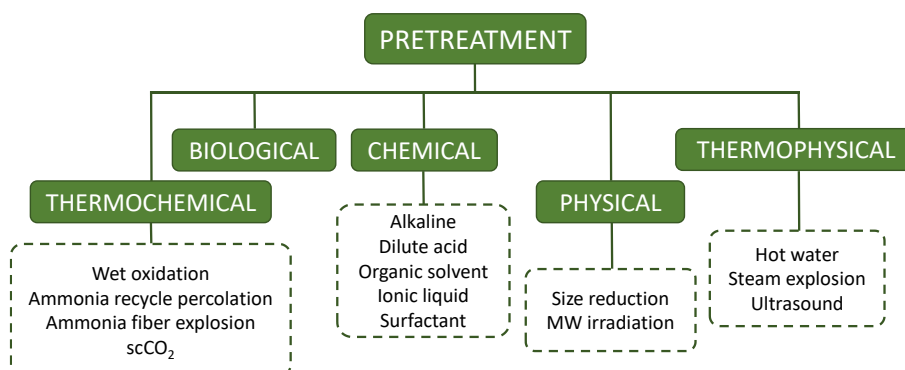 PRETREATMENT
BIOLOGICAL
CHEMICAL
THERMOPHYSICAL
THERMOCHEMICAL
PHYSICAL
Wet oxidation
Ammonia recycle percolation
Ammonia fiber explosion
scCO₂
Alkaline
Dilute acid
Organic solvent
Ionic liquid
Surfactant
Size reduction
MW irradiation
Hot water
Steam explosion
Ultrasound